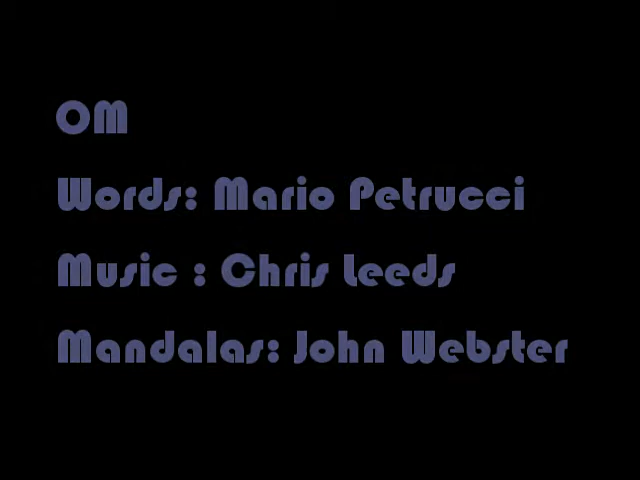 OM
Words: Mario Petrucci
Music : Chris Leeds
Mandalas: John Webster